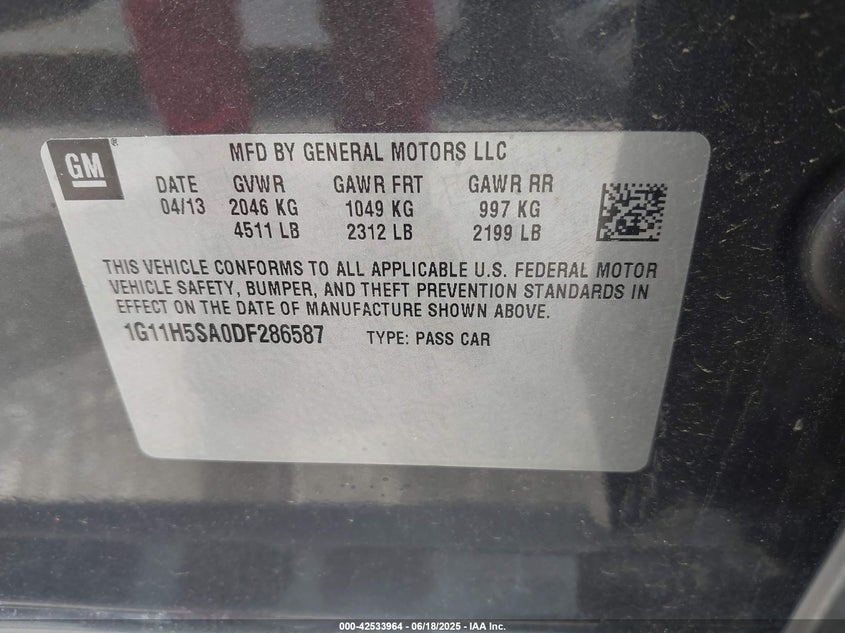 GM
MFD BY GENERAL MOTORS LLC
DATE GVWR GAWR FRT GAWR RR
04/13 2046 KG 1049 KG 997 KG
4511 LB 2312 LB 2199 LB
THIS VEHICLE CONFORMS TO ALL APPLICABLE U.S. FEDERAL MOTOR
VEHICLE SAFETY, BUMPER, AND THEFT PREVENTION STANDARDS IN
EFFECT ON THE DATE OF MANUFACTURE SHOWN ABOVE.
1G11H5SA0DF286587 TYPE: PASS CAR
000-42533964 - 06/18/2025 - IAA Inc.